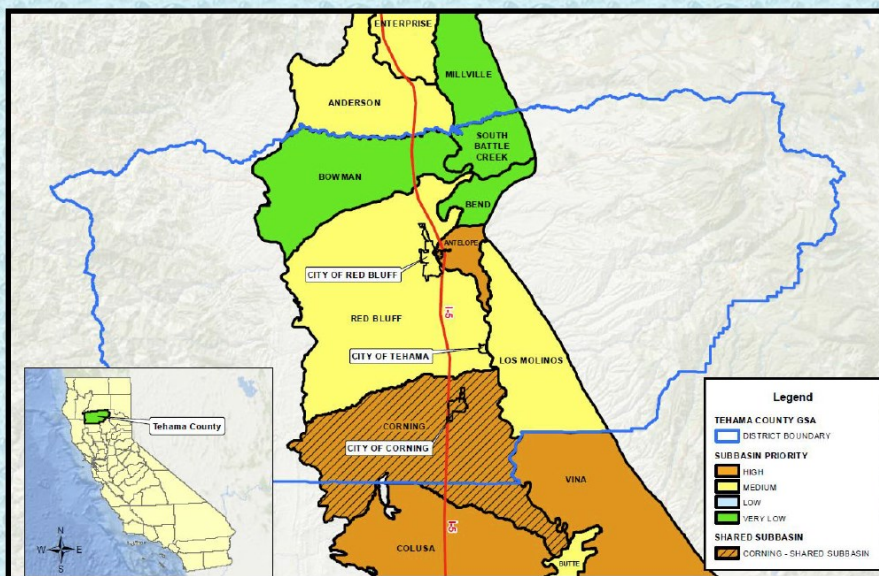 ENTERPRISE
MILLVILLE
ANDERSON
SOUTH
BATTLE
CREEK
BOWMAN
BEND
ANTELOPE
CITY OF RED BLUFF
RED BLUFF
I-5
CITY OF TEHAMA
LOS MOLINOS
CORNING
CITY OF CORNING
VINA
I-5
COLUSA
BUTTE
Tehama County
N
W
E
S
Legend
TEHAMA COUNTY GSA
DISTRICT BOUNDARY
SUBBASIN PRIORITY
HIGH
MEDIUM
LOW
VERY LOW
SHARED SUBBASIN
CORNING - SHARED SUBBASIN